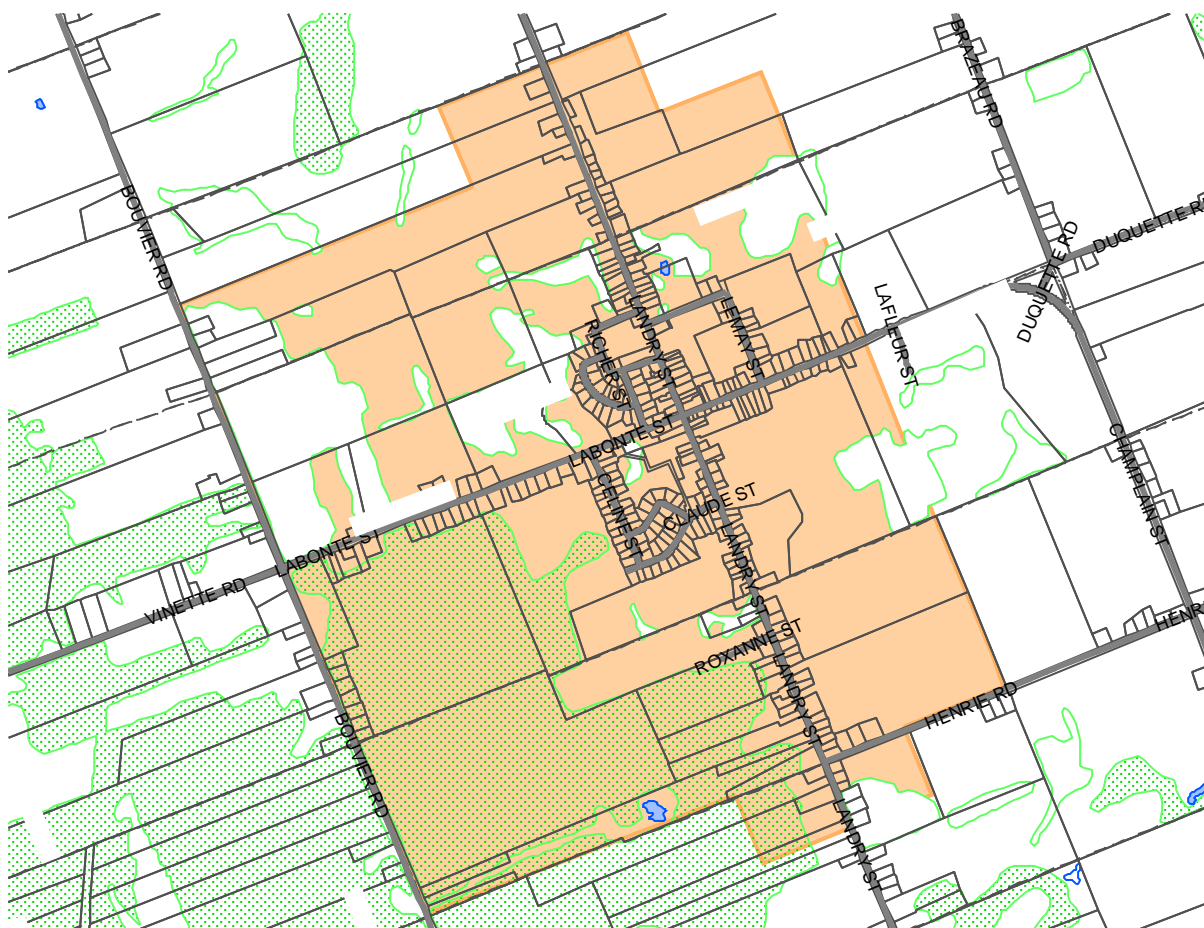 BRAZEAU RD
BOUVIER RD
DUQUETTE R
DUQUETTE RD
LAFLEUR ST
LANDRY ST
LEMAY ST
RICHER ST
LABONTE ST
CHAMPLAIN ST
CELINE ST
CLAUDE ST
LANDRY ST
LABONTE ST
VINETTE RD
HENR
ROXANNE ST
LANDRY ST
HENRIE RD
BOUVIER RD
LANDRY ST